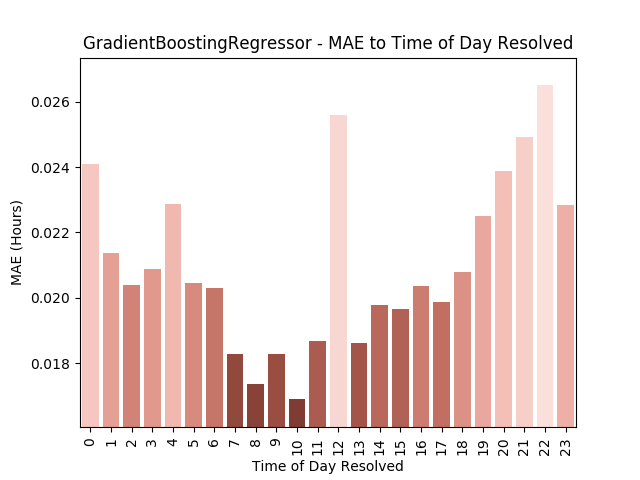 GradientBoostingRegressor - MAE to Time of Day Resolved
0.026
0.024
0.022
0.020
0.018
MAE (Hours)
0 1 2 3 4 5 6 7 8 9 10 11 12 13 14 15 16 17 18 19 20 21 22 23
Time of Day Resolved